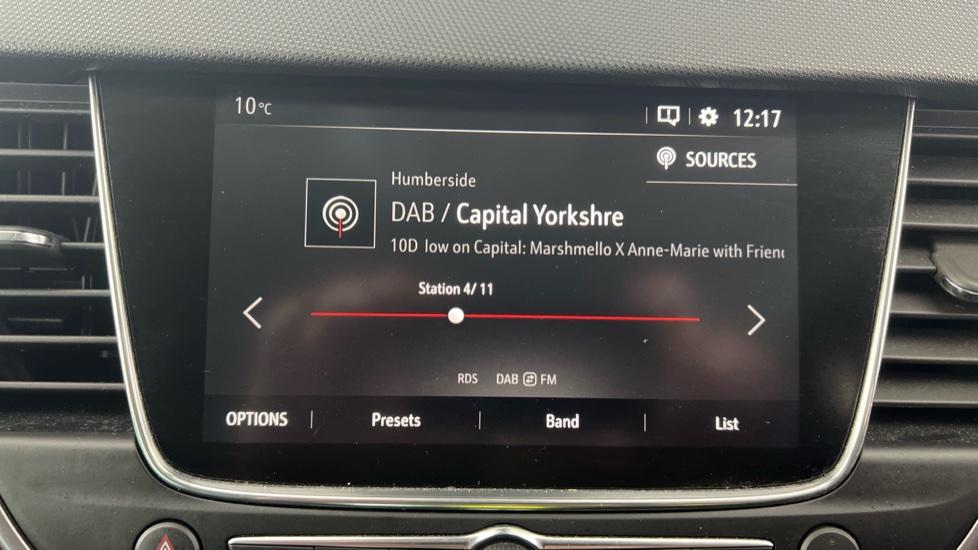 10°C
12:17
SOURCES
Humberside
DAB / Capital Yorkshre
10D low on Capital: Marshmello X Anne-Marie with Frien
Station 4/11
RDS DAB FM
OPTIONS Presets Band List